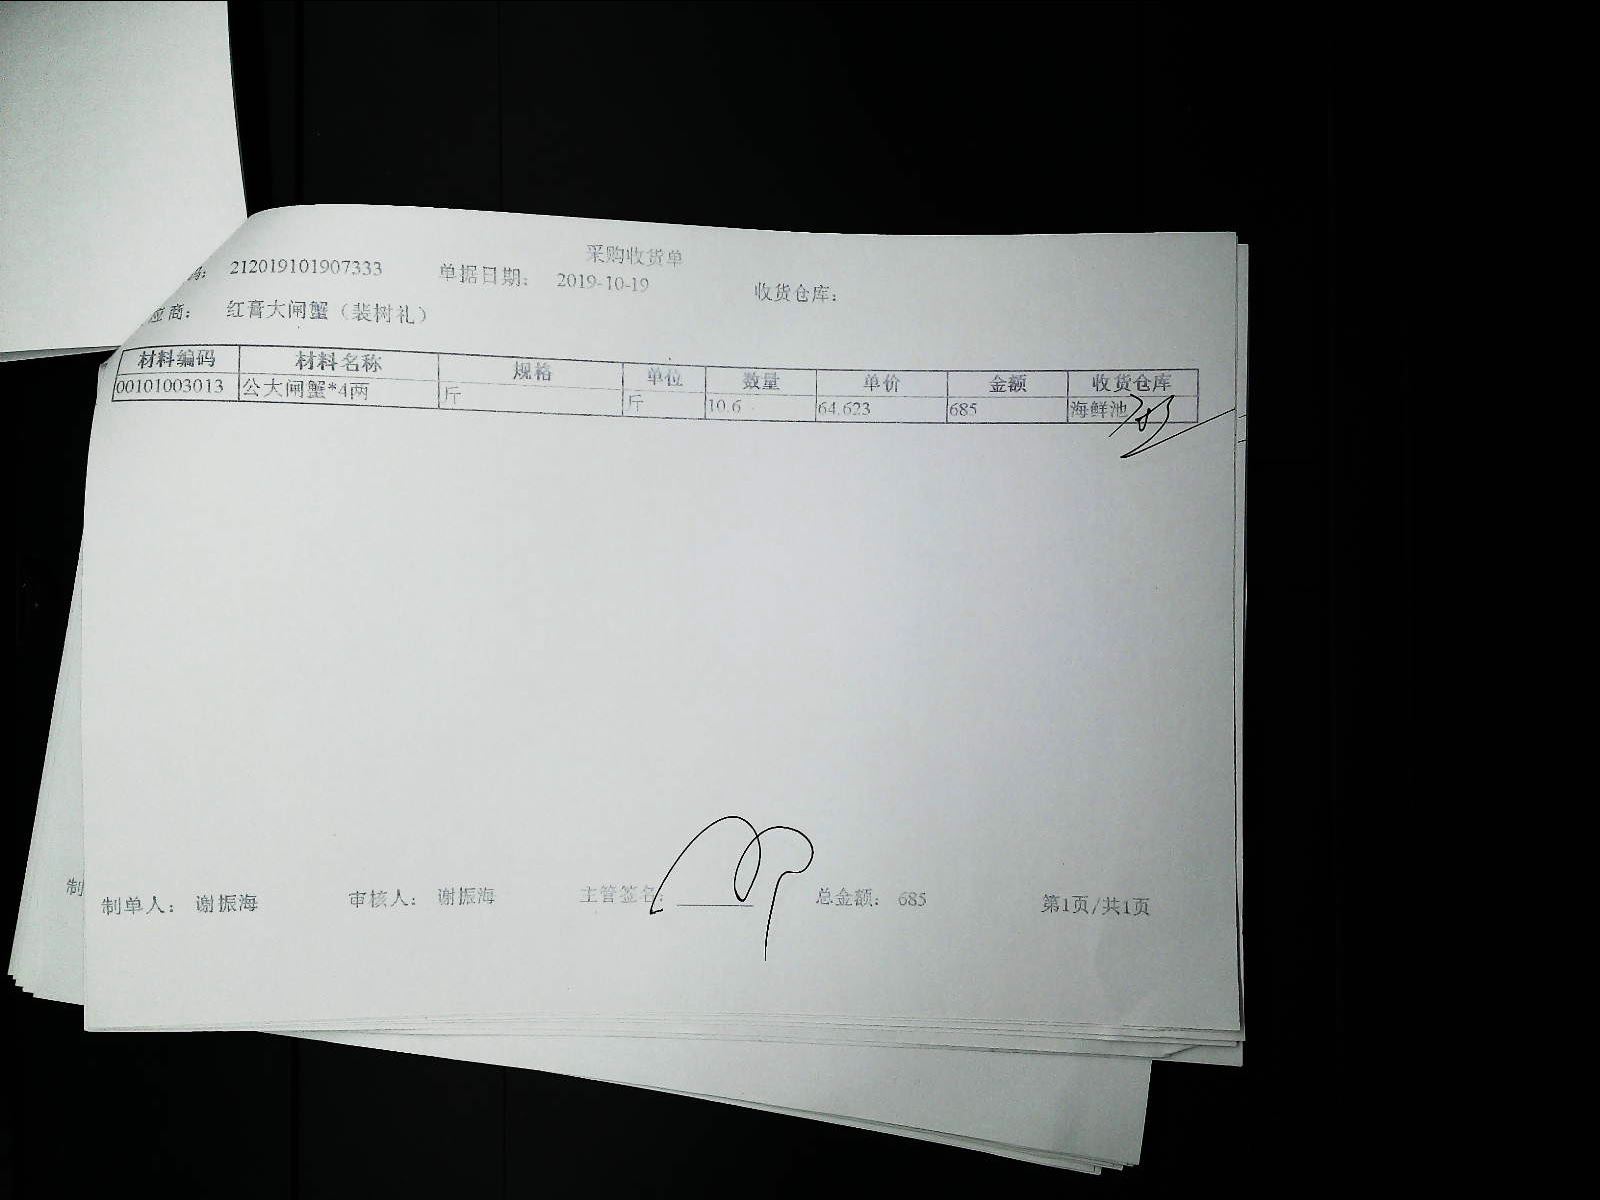 采购收货单
码： 212019101907333 单据日期： 2019-10-19 收货仓库：
应商： 红膏大闸蟹（裴树礼）
材料编码 材料名称 规格 单位 数量 单价 金额 收货仓库
00101003013 公大闸蟹*4两 斤 斤 10.6 64.623 685 海鲜池
制
制单人： 谢振海 审核人： 谢振海 主管签名： 总金额： 685 第1页/共1页